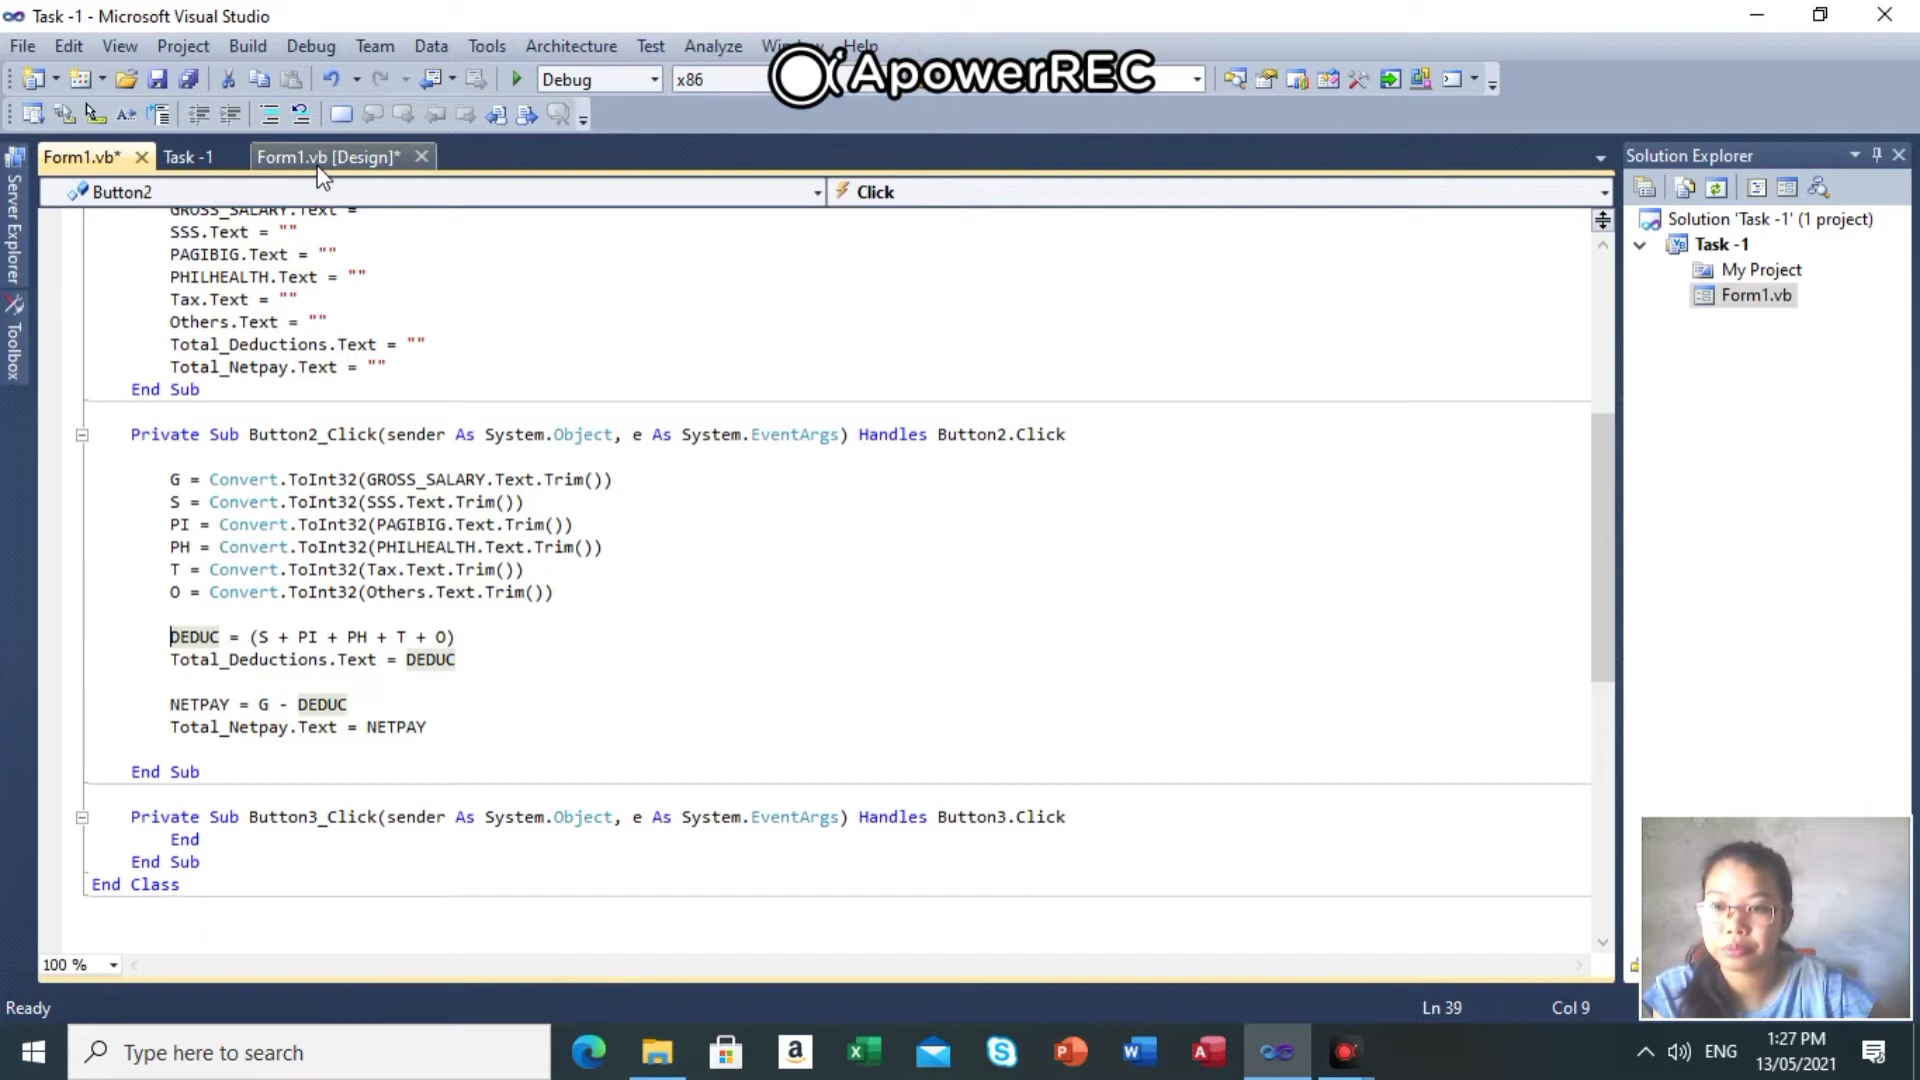 Task -1 - Microsoft Visual Studio
File Edit View Project Build Debug Team Data Tools Architecture Test Analyze Window Help
Debug x86
ApowerREC
Form1.vb* Task -1 Form1.vb [Design]*
Solution Explorer
Button2 Click
Server Explorer
Toolbox
Solution 'Task -1' (1 project)
Task -1
My Project
Form1.vb
GROSS_SALARY.Text =
SSS.Text = ""
PAGIBIG.Text = ""
PHILHEALTH.Text = ""
Tax.Text = ""
Others.Text = ""
Total_Deductions.Text = ""
Total_Netpay.Text = ""
End Sub
Private Sub Button2_Click(sender As System.Object, e As System.EventArgs) Handles Button2.Click
G = Convert.ToInt32(GROSS_SALARY.Text.Trim())
S = Convert.ToInt32(SSS.Text.Trim())
PI = Convert.ToInt32(PAGIBIG.Text.Trim())
PH = Convert.ToInt32(PHILHEALTH.Text.Trim())
T = Convert.ToInt32(Tax.Text.Trim())
O = Convert.ToInt32(Others.Text.Trim())
DEDUC = (S + PI + PH + T + O)
Total_Deductions.Text = DEDUC
NETPAY = G - DEDUC
Total_Netpay.Text = NETPAY
End Sub
Private Sub Button3_Click(sender As System.Object, e As System.EventArgs) Handles Button3.Click
End
End Sub
End Class
100 %
Ready Ln 39 Col 9
Type here to search
ENG
1:27 PM
13/05/2021